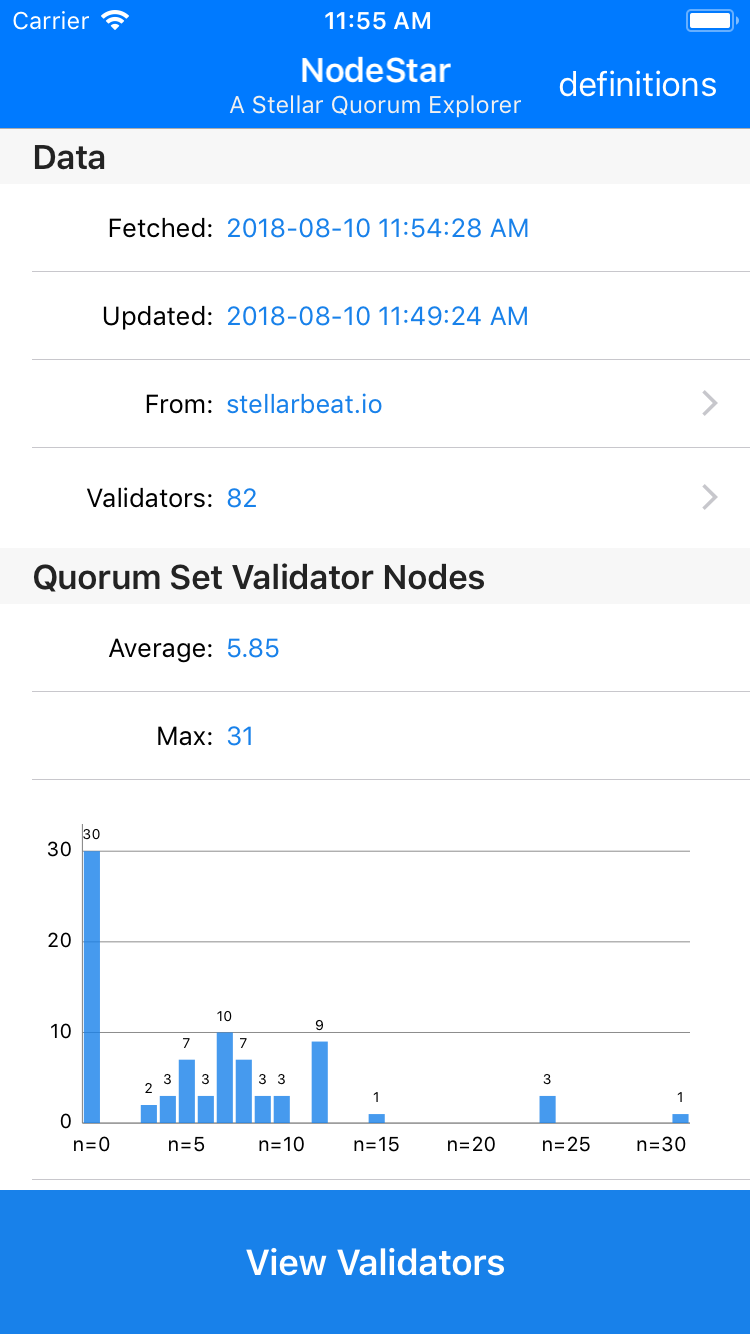 Carrier 11:55 AM
NodeStar
A Stellar Quorum Explorer
definitions
Data
Fetched: 2018-08-10 11:54:28 AM
Updated: 2018-08-10 11:49:24 AM
From: stellarbeat.io
Validators: 82
Quorum Set Validator Nodes
Average: 5.85
Max: 31
30
30
20
10
0
2
3
7
3
10
7
3
3
9
1
3
1
n=0 n=5 n=10 n=15 n=20 n=25 n=30
View Validators